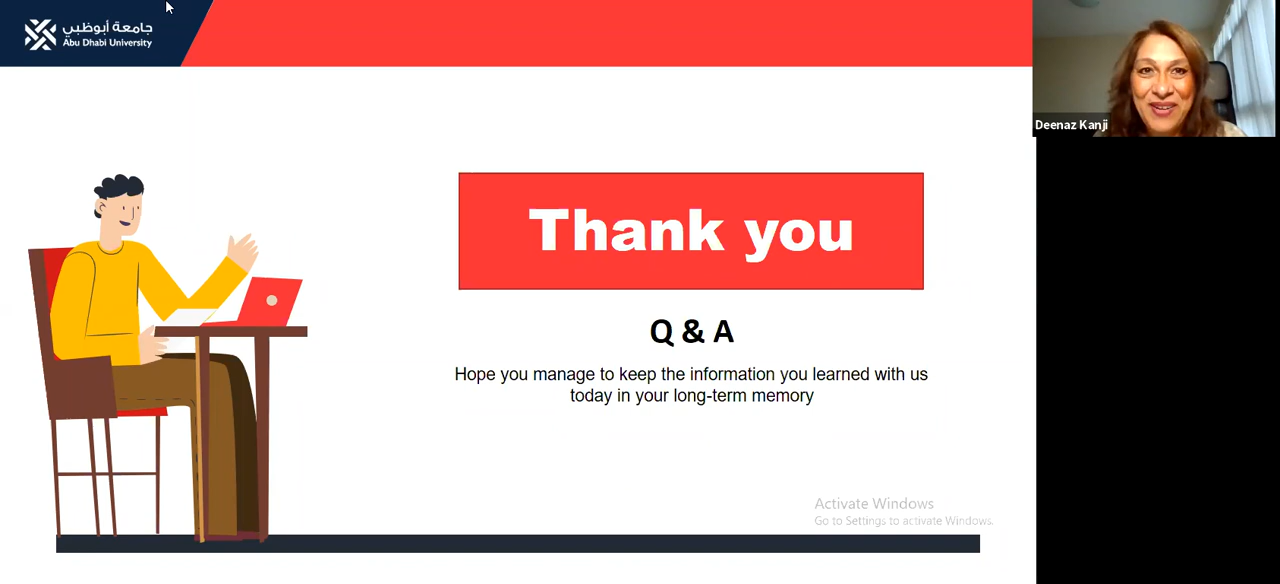 جامعة أبوظبي
Abu Dhabi University
Deenaz Kanji
Thank you
Q & A
Hope you manage to keep the information you learned with us
today in your long-term memory
Activate Windows
Go to Settings to activate Windows.